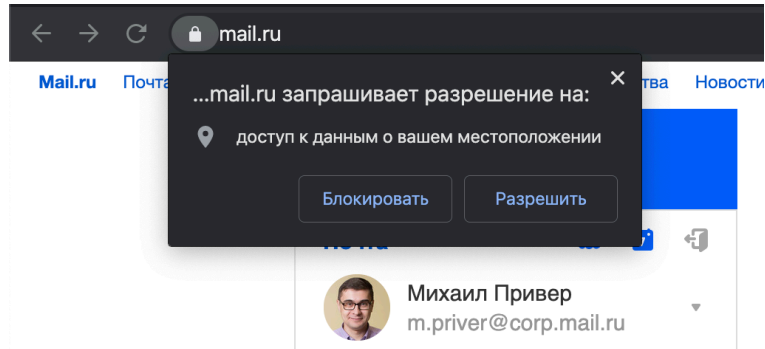 mail.ru
Mail.ru Почта тва Новости
...mail.ru запрашивает разрешение на:
доступ к данным о вашем местоположении
Блокировать Разрешить
Михаил Привер
m.priver@corp.mail.ru